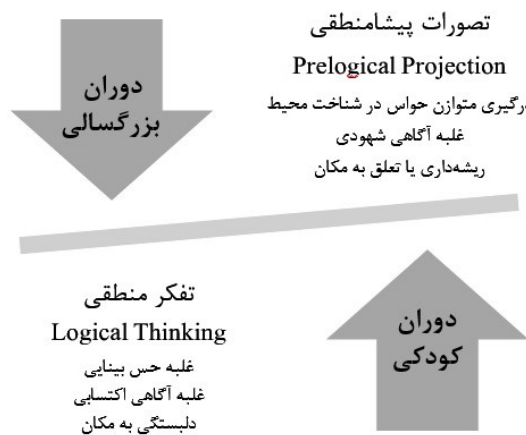 تصورات پیشامنطقی
Prelogical Projection
رگیری متوازن حواس در شناخت محیط
غلبه آگاهی شهودی
ریشه‌داری یا تعلق به مکان
دوران
بزرگسالی
تفکر منطقی
Logical Thinking
غلبه حس بینایی
غلبه آگاهی اکتسابی
دلبستگی به مکان
دوران
کودکی